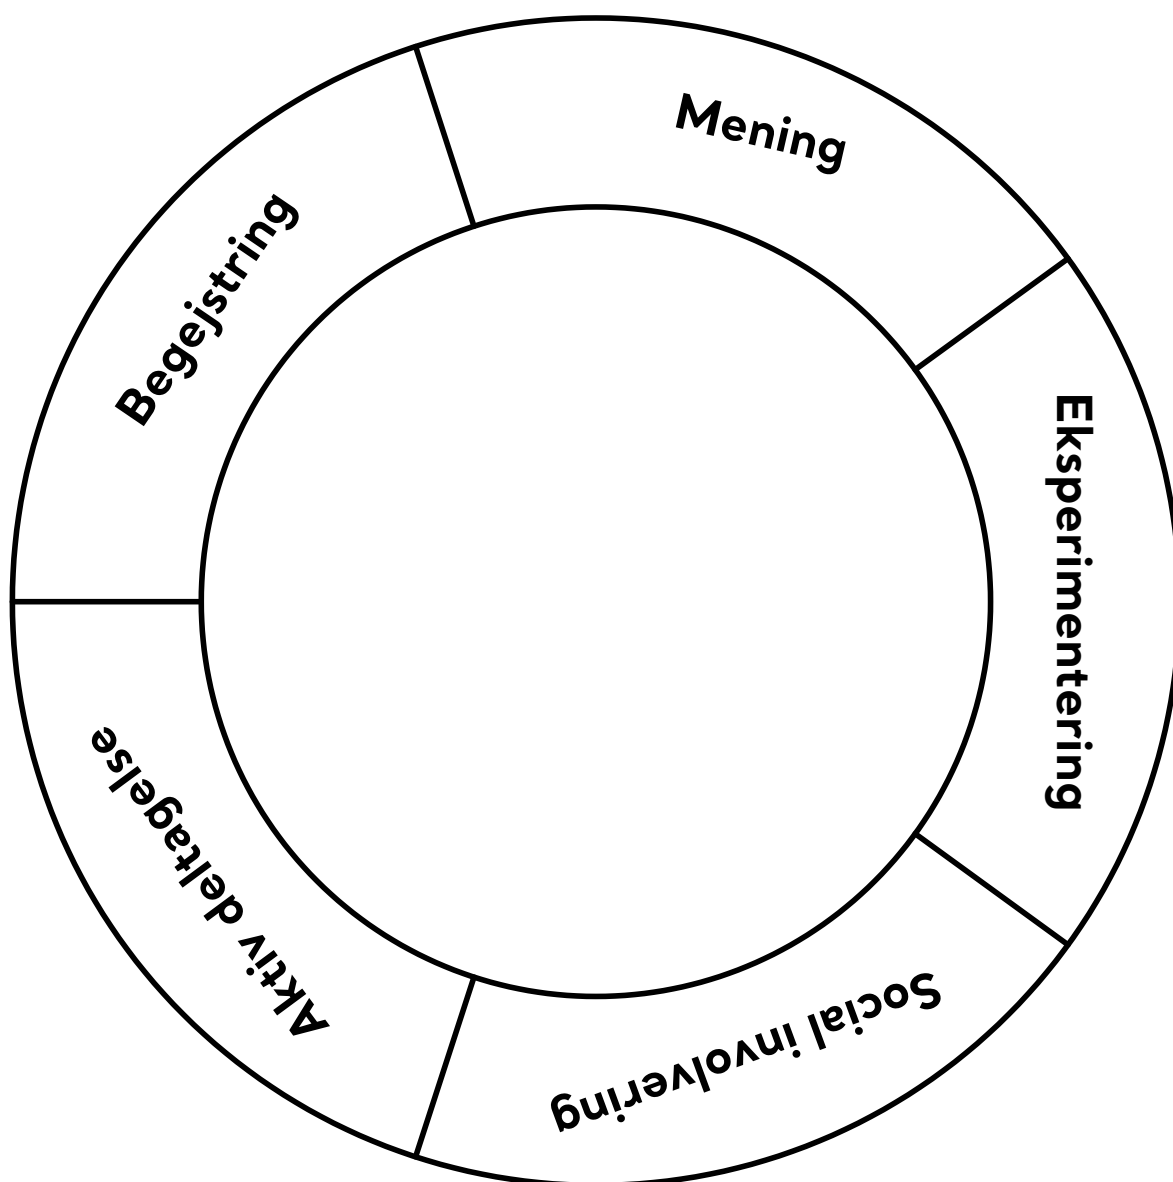 Mening
Eksperimentering
Social involvering
Aktiv deltagelse
Begejstring